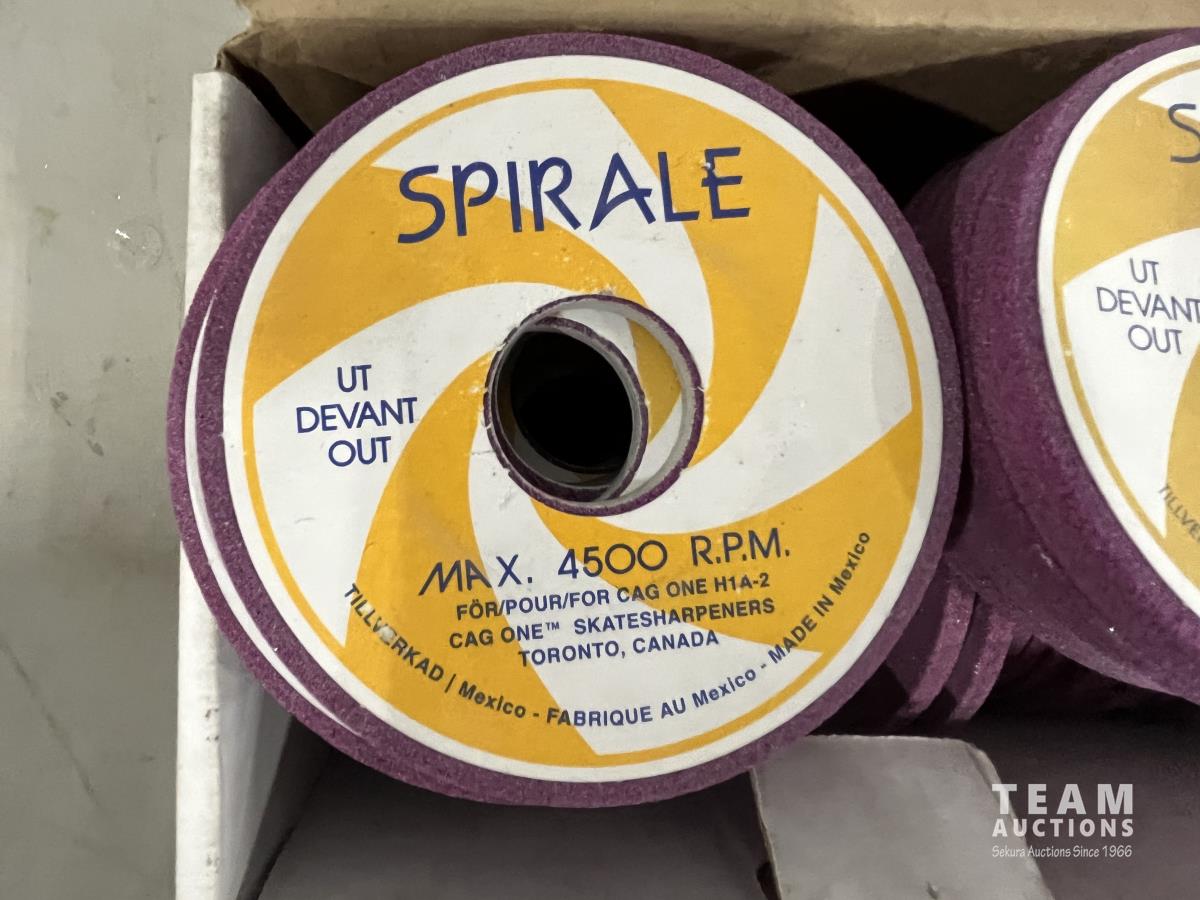 SPIRALE
UT
DEVANT
OUT
MAX. 4500 R.P.M.
FÖR/POUR/FOR CAG ONE H1A-2
CAG ONE™ SKATESHARPENERS
TORONTO, CANADA
TILLVERKAD | Mexico - FABRIQUE AU Mexico - MADE IN Mexico
S
UT
DEVANT
OUT
TILLVE
TEAM
AUCTIONS
Sekura Auctions Since 1966